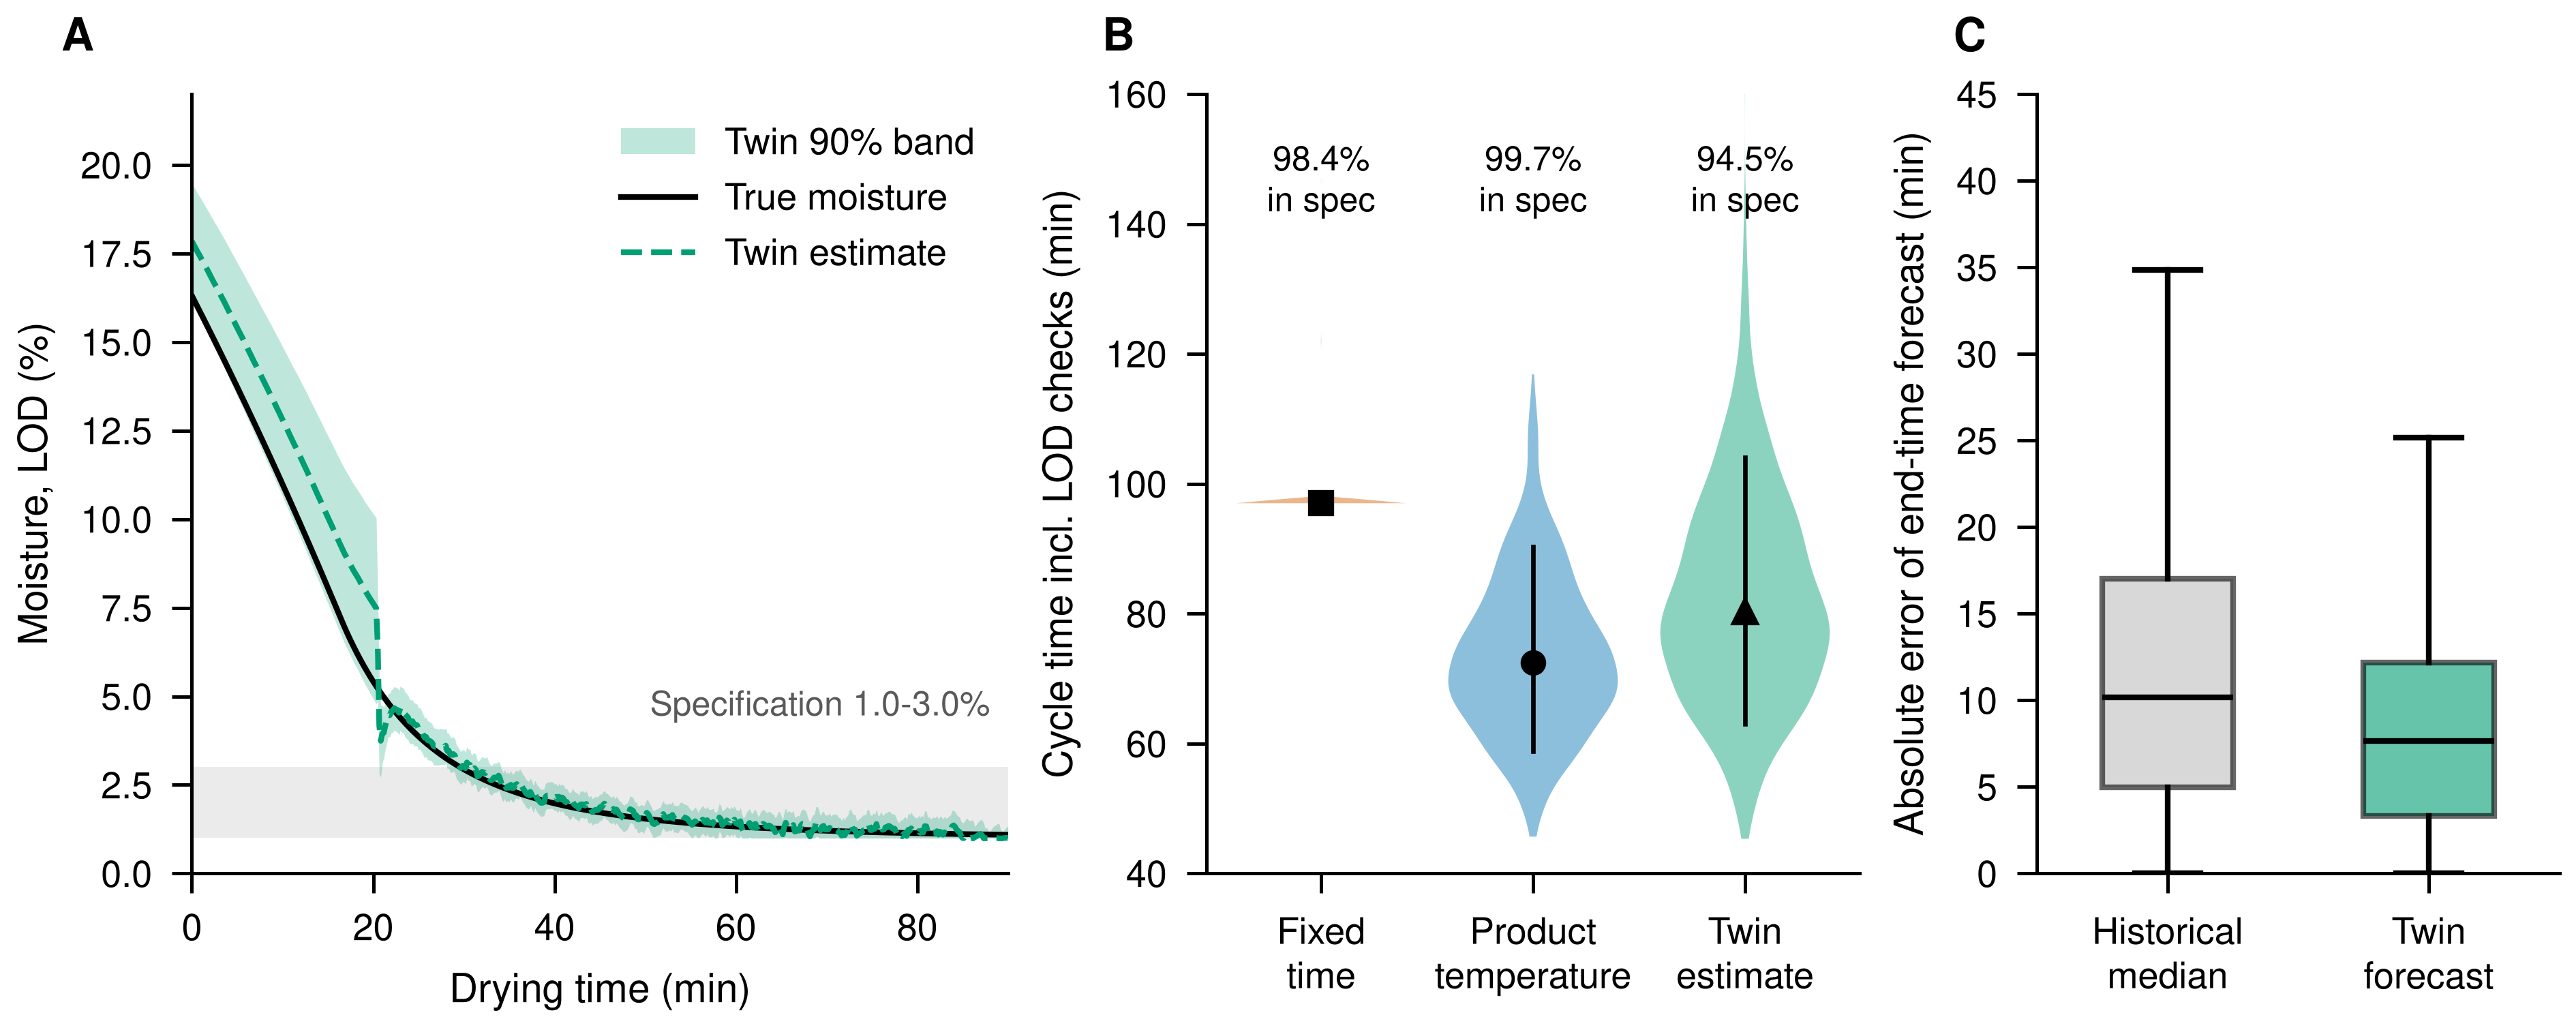 A
Moisture, LOD (%)
20.0
17.5
15.0
12.5
10.0
7.5
5.0
2.5
0.0
Twin 90% band
True moisture
Twin estimate
Specification 1.0-3.0%
0
20
40
60
80
Drying time (min)
B
Cycle time incl. LOD checks (min)
160
140
120
100
80
60
40
98.4%
in spec
99.7%
in spec
94.5%
in spec
Fixed
time
Product
temperature
Twin
estimate
C
Absolute error of end-time forecast (min)
45
40
35
30
25
20
15
10
5
0
Historical
median
Twin
forecast